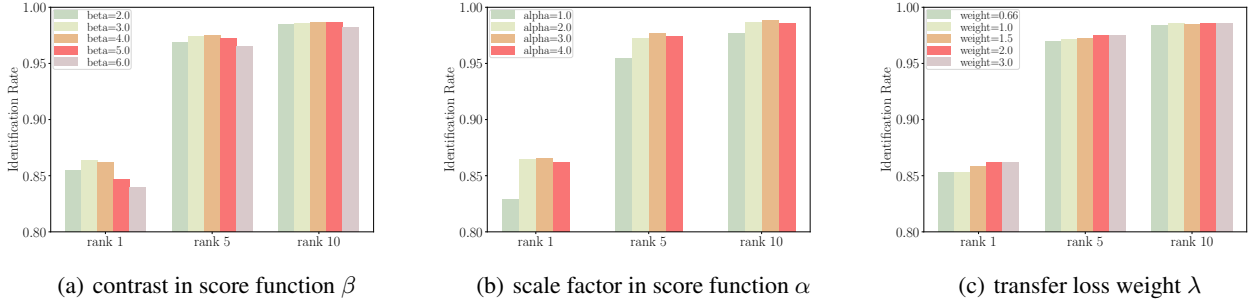 1.00
0.95
0.90
0.85
0.80
Identification Rate
beta=2.0
beta=3.0
beta=4.0
beta=5.0
beta=6.0
rank 1 rank 5 rank 10
(a) contrast in score function β
1.00
0.95
0.90
0.85
0.80
Identification Rate
alpha=1.0
alpha=2.0
alpha=3.0
alpha=4.0
rank 1 rank 5 rank 10
(b) scale factor in score function α
1.00
0.95
0.90
0.85
0.80
Identification Rate
weight=0.66
weight=1.0
weight=1.5
weight=2.0
weight=3.0
rank 1 rank 5 rank 10
(c) transfer loss weight λ